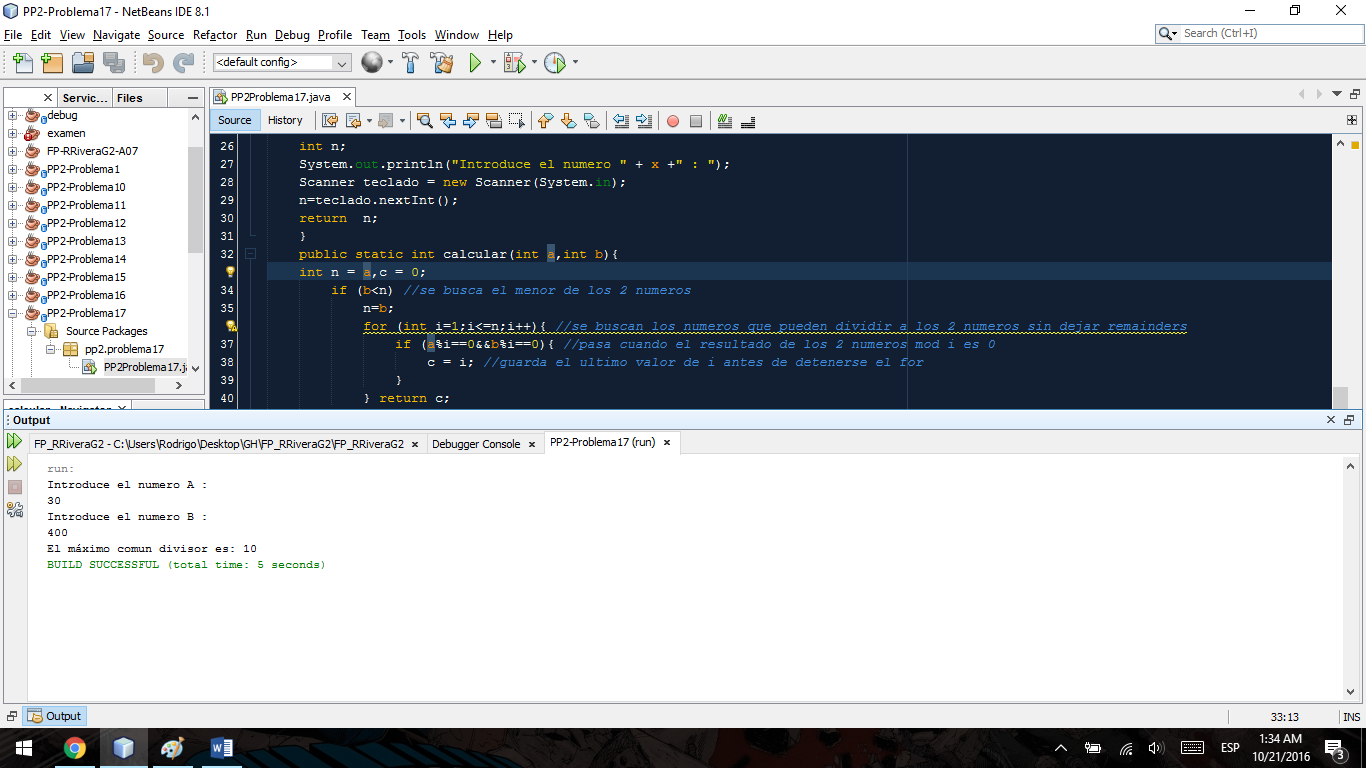 PP2-Problema17 - NetBeans IDE 8.1
File Edit View Navigate Source Refactor Run Debug Profile Team Tools Window Help
Search (Ctrl+I)
<default config>
Servic... Files
debug
examen
FP-RRiveraG2-A07
PP2-Problema1
PP2-Problema10
PP2-Problema11
PP2-Problema12
PP2-Problema13
PP2-Problema14
PP2-Problema15
PP2-Problema16
PP2-Problema17
Source Packages
pp2.problema17
PP2Problema17.ja
calcular - Navigator
PP2Problema17.java
Source History
26 int n;
27 System.out.println("Introduce el numero " + x +" : ");
28 Scanner teclado = new Scanner(System.in);
29 n=teclado.nextInt();
30 return  n;
31 }
32 public static int calcular(int a,int b){
int n = a,c = 0;
34 if (b<n) //se busca el menor de los 2 numeros
35 n=b;
for (int i=1;i<=n;i++){ //se buscan los numeros que pueden dividir a los 2 numeros sin dejar remainders
37 if (a%i==0&&b%i==0){ //pasa cuando el resultado de los 2 numeros mod i es 0
38 c = i; //guarda el ultimo valor de i antes de detenerse el for
39 }
40 } return c;
Output
FP_RRiveraG2 - C:\Users\Rodrigo\Desktop\GH\FP_RRiveraG2\FP_RRiveraG2 Debugger Console PP2-Problema17 (run)
run:
Introduce el numero A :
30
Introduce el numero B :
400
El máximo comun divisor es: 10
BUILD SUCCESSFUL (total time: 5 seconds)
Output
33:13 INS
ESP
1:34 AM
10/21/2016
3